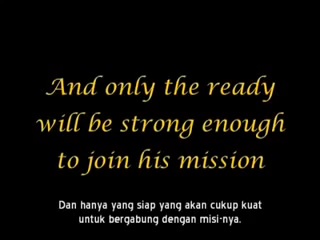 And only the ready
will be strong enough
to join his mission
Dan hanya yang siap yang akan cukup kuat
untuk bergabung dengan misi-nya.